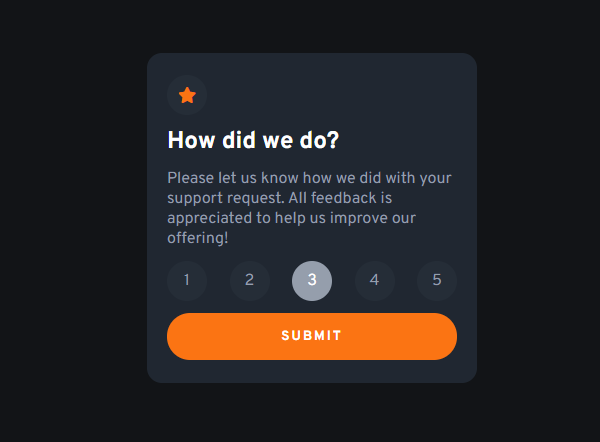 How did we do?
Please let us know how we did with your
support request. All feedback is
appreciated to help us improve our
offering!
1 2 3 4 5
SUBMIT